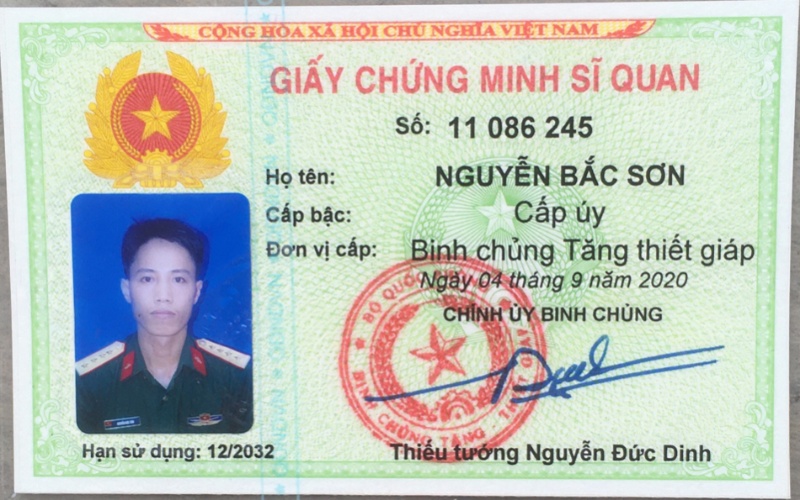 CỘNG HÒA XÃ HỘI CHỦ NGHĨA VIỆT NAM
GIẤY CHỨNG MINH SĨ QUAN
Số: 11 086 245
Họ tên: NGUYỄN BẮC SƠN
Cấp bậc: Cấp úy
Đơn vị cấp: Binh chủng Tăng thiết giáp
Ngày 04 tháng 9 năm 2020
CHÍNH ỦY BINH CHỦNG
BỘ QUỐC
BINH CHỦNG TĂNG
Hạn sử dụng: 12/2032
Thiếu tướng Nguyễn Đức Dinh
QĐNDVN